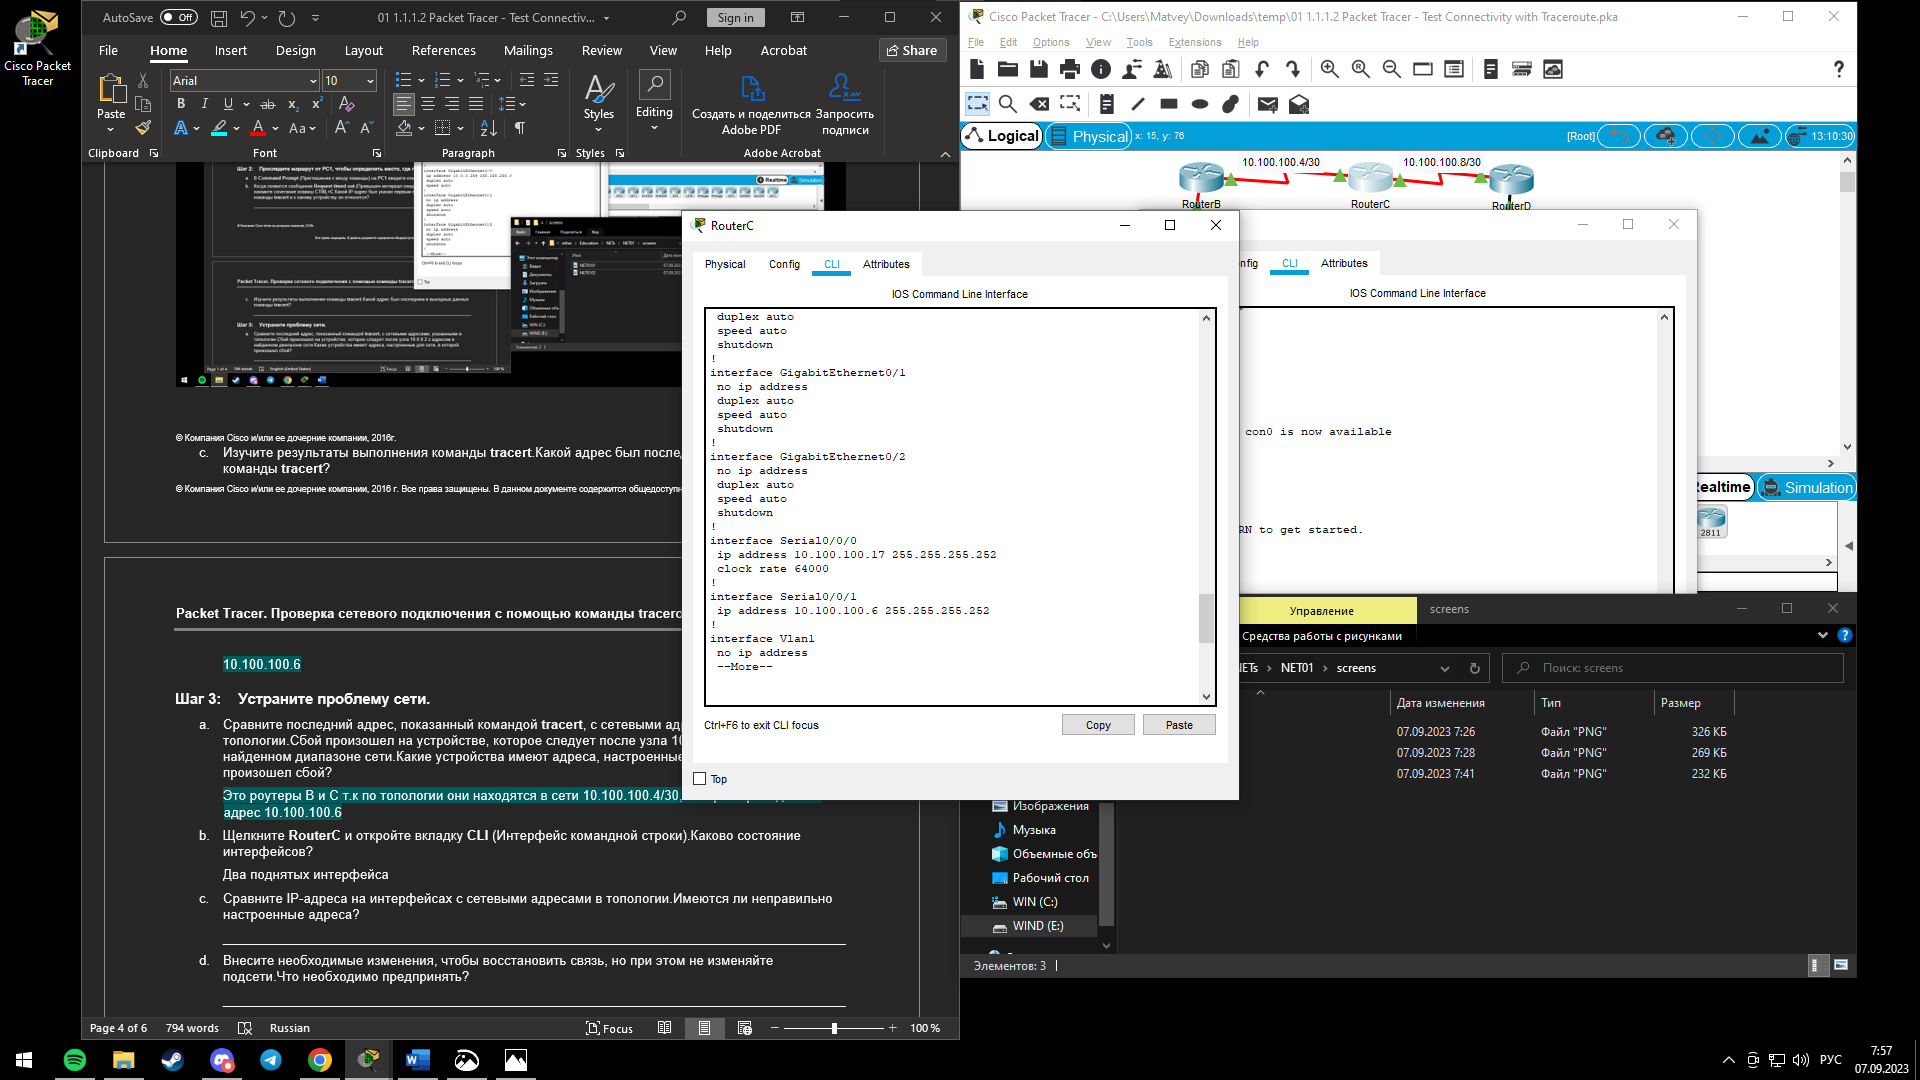 Cisco Packet
Tracer
AutoSave
Off
01 1.1.1.2 Packet Tracer - Test Connectiv...
Sign in
File
Home
Insert
Design
Layout
References
Mailings
Review
View
Help
Acrobat
Share
Paste
Arial
10
Styles
Editing
Создать и поделиться
Adobe PDF
Запросить
подписи
Clipboard
Font
Paragraph
Styles
Adobe Acrobat
© Компания Cisco и/или ее дочерние компании, 2016г.
c. Изучите результаты выполнения команды tracert.Какой адрес был
команды tracert?
© Компания Cisco и/или ее дочерние компании, 2016 г. Все права защищены. В данном документе содержится
Packet Tracer. Проверка сетевого подключения с помощью команды
10.100.100.6
Шаг 3: Устраните проблему сети.
a. Сравните последний адрес, показанный командой tracert, с сетевыми
топологии.Сбой произошел на устройстве, которое следует после узла
найденном диапазоне сети.Какие устройства имеют адреса,
произошел сбой?
Это роутеры B и C т.к по топологии они находятся в сети 10.100.100.4/30,
адрес 10.100.100.6
b. Щелкните RouterC и откройте вкладку CLI (Интерфейс командной строки).Каково состояние
интерфейсов?
Два поднятых интерфейса
c. Сравните IP-адреса на интерфейсах с сетевыми адресами в топологии.Имеются ли неправильно
настроенные адреса?
d. Внесите необходимые изменения, чтобы восстановить связь, но при этом не изменяйте
подсети.Что необходимо предпринять?
Page 4 of 6
794 words
Russian
Focus
100 %
Cisco Packet Tracer - C:\Users\Matvey\Downloads\temp\01 1.1.1.2 Packet Tracer - Test Connectivity with Traceroute.pka
File Edit Options View Tools Extensions Help
Logical
Physical
x: 15, y: 76
[Root]
13:10:30
10.100.100.4/30
10.100.100.8/30
RouterB
RouterC
RouterD
RouterC
Physical
Config
CLI
Attributes
IOS Command Line Interface
duplex auto
speed auto
shutdown
!
interface GigabitEthernet0/1
no ip address
duplex auto
speed auto
shutdown
!
interface GigabitEthernet0/2
no ip address
duplex auto
speed auto
shutdown
!
interface Serial0/0/0
ip address 10.100.100.17 255.255.255.252
clock rate 64000
!
interface Serial0/0/1
ip address 10.100.100.6 255.255.255.252
!
interface Vlan1
no ip address
--More--
Ctrl+F6 to exit CLI focus
Copy
Paste
Top
CLI
Attributes
IOS Command Line Interface
con0 is now available
to get started.
Simulation
2811
Управление
screens
Средства работы с рисунками
NET01
screens
Поиск: screens
Дата изменения
Тип
Размер
07.09.2023 7:26
Файл "PNG"
326 КБ
07.09.2023 7:28
Файл "PNG"
269 КБ
07.09.2023 7:41
Файл "PNG"
232 КБ
Изображения
Музыка
Объемные объ
Рабочий стол
WIN (C:)
WIND (E:)
Элементов: 3
РУС
7:57
07.09.2023